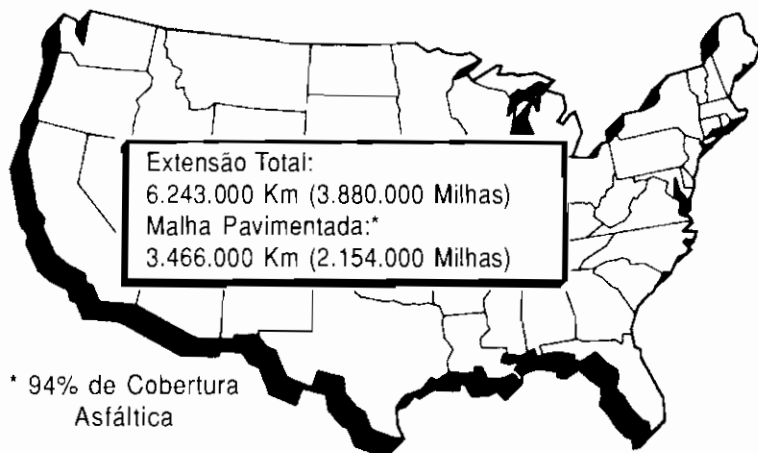 Extensão Total:
6.243.000 Km (3.880.000 Milhas)
Malha Pavimentada:*
3.466.000 Km (2.154.000 Milhas)
* 94% de Cobertura
Asfáltica